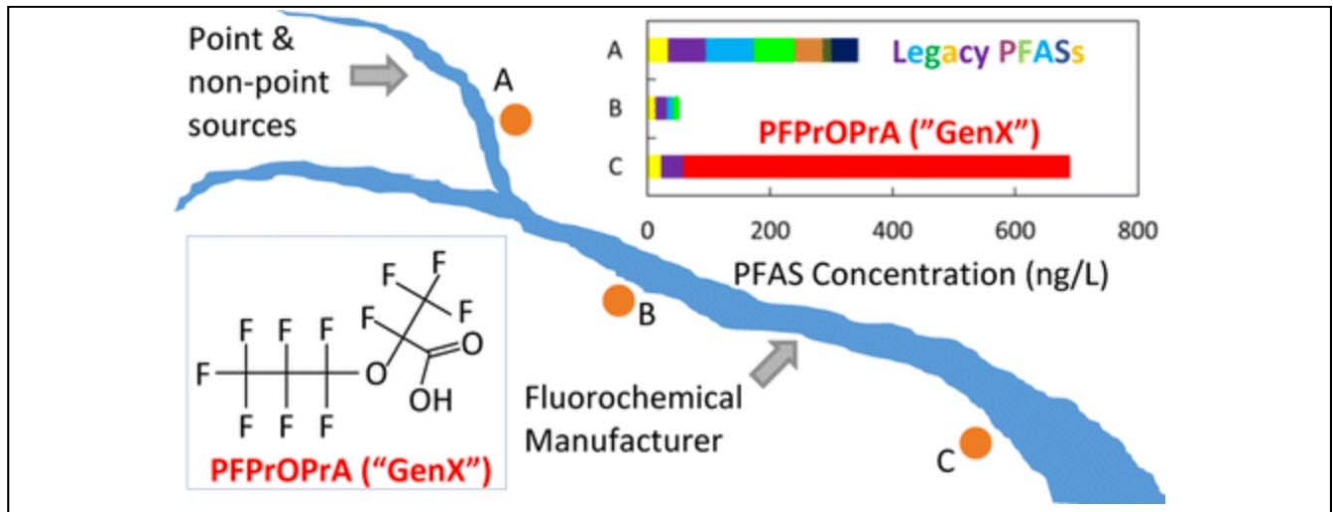 Point &
non-point
sources
A
A
B
C
Legacy PFASs
PFPrOPrA (”GenX”)
0 200 400 600 800
PFAS Concentration (ng/L)
B
Fluorochemical
Manufacturer
C
F F
F F
F F F
F O
O
OH
F F F
PFPrOPrA (“GenX”)